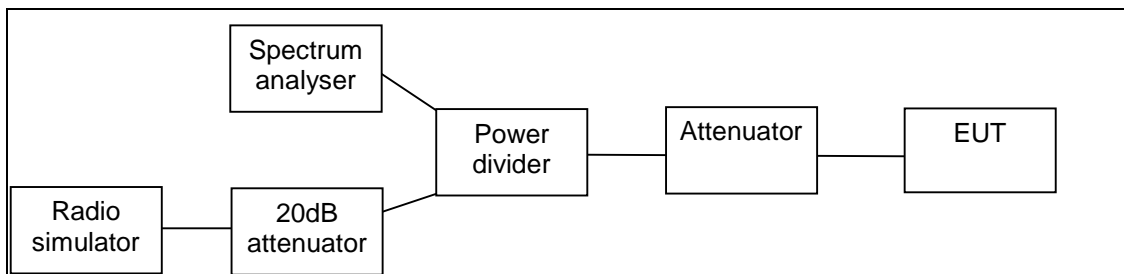 Spectrum
analyser
Power
divider
Attenuator
EUT
Radio
simulator
20dB
attenuator